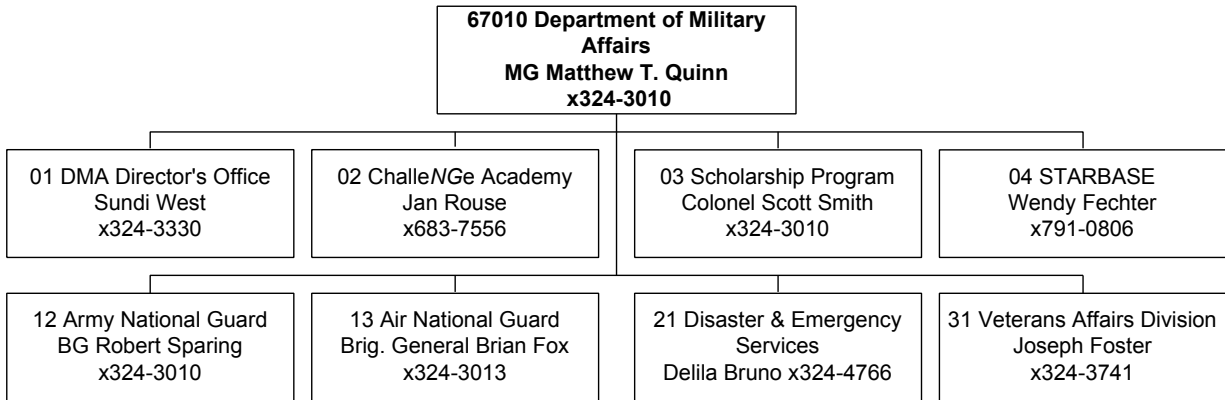 67010 Department of Military
Affairs
MG Matthew T. Quinn
x324-3010
01 DMA Director's Office
Sundi West
x324-3330
02 ChalleNGe Academy
Jan Rouse
x683-7556
03 Scholarship Program
Colonel Scott Smith
x324-3010
04 STARBASE
Wendy Fechter
x791-0806
12 Army National Guard
BG Robert Sparing
x324-3010
13 Air National Guard
Brig. General Brian Fox
x324-3013
21 Disaster & Emergency
Services
Delila Bruno x324-4766
31 Veterans Affairs Division
Joseph Foster
x324-3741